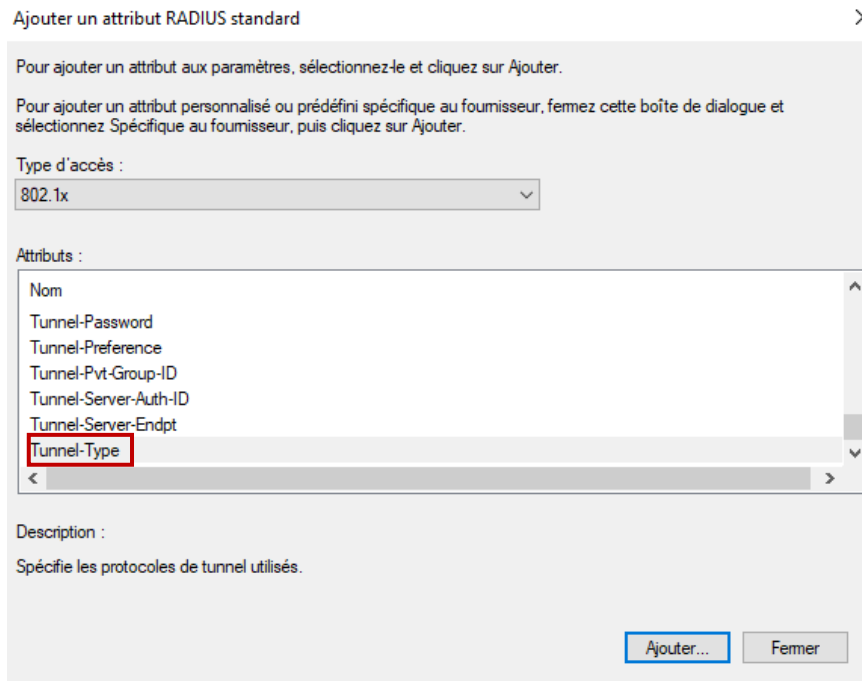 Ajouter un attribut RADIUS standard
Pour ajouter un attribut aux paramètres, sélectionnez-le et cliquez sur Ajouter.
Pour ajouter un attribut personnalisé ou prédéfini spécifique au fournisseur, fermez cette boîte de dialogue et
sélectionnez Spécifique au fournisseur, puis cliquez sur Ajouter.
Type d'accès :
802.1x
Attributs :
Nom
Tunnel-Password
Tunnel-Preference
Tunnel-Pvt-Group-ID
Tunnel-Server-Auth-ID
Tunnel-Server-Endpt
Tunnel-Type
Description :
Spécifie les protocoles de tunnel utilisés.
Ajouter... Fermer